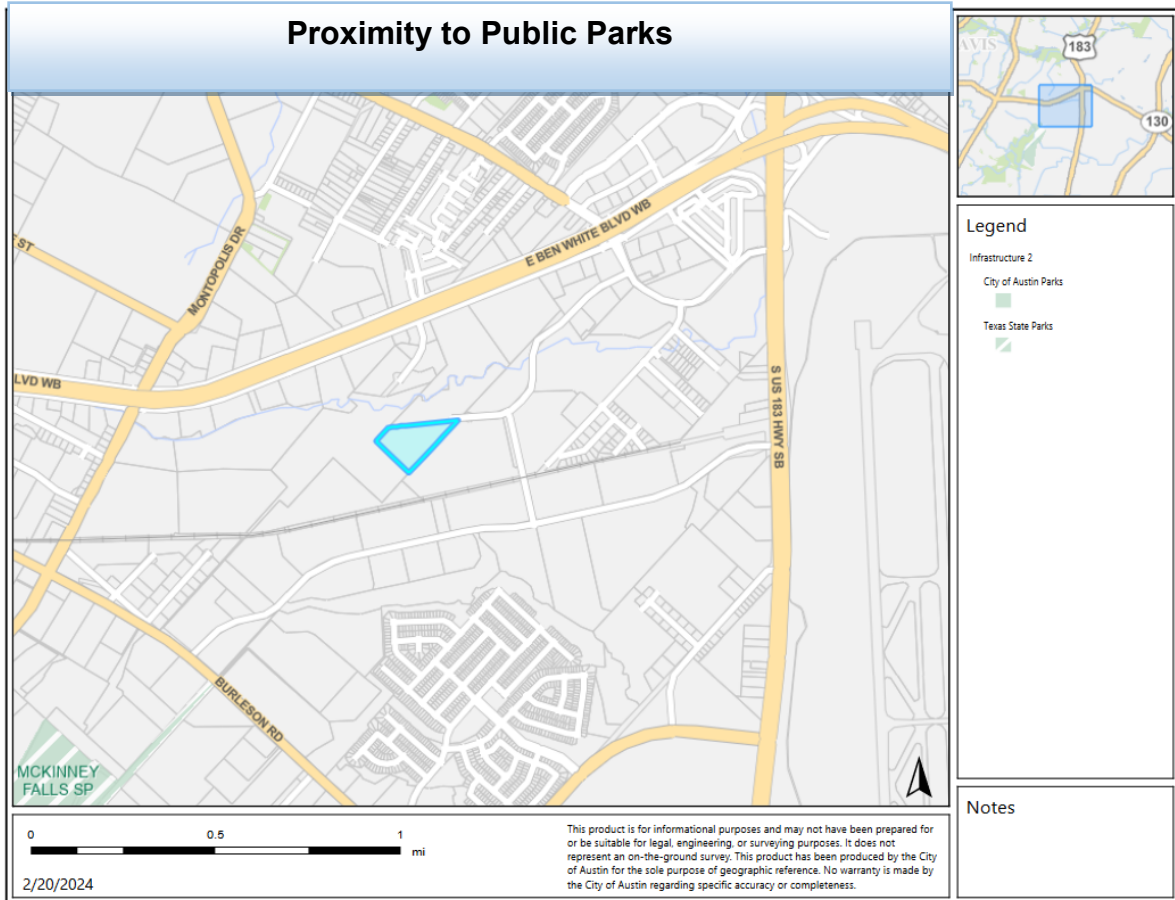 Proximity to Public Parks
AVIS
183
130
E ST
MONTOPOLIS DR
E BEN WHITE BLVD WB
LVD WB
S US 183 HWY SB
BURLESON RD
MCKINNEY
FALLS SP
Legend
Infrastructure 2
City of Austin Parks
Texas State Parks
Notes
0 0.5 1
mi
2/20/2024
This product is for informational purposes and may not have been prepared for
or be suitable for legal, engineering, or surveying purposes. It does not
represent an on-the-ground survey. This product has been produced by the City
of Austin for the sole purpose of geographic reference. No warranty is made by
the City of Austin regarding specific accuracy or completeness.